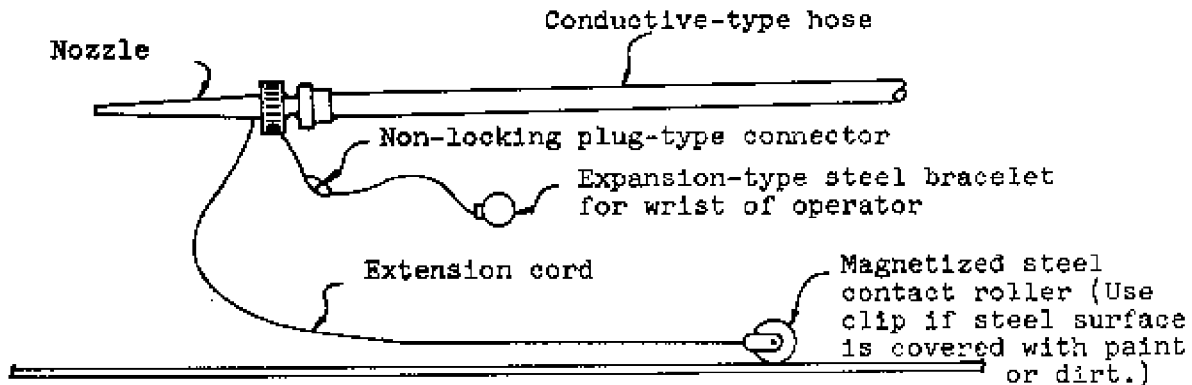 Conductive-type hose
Nozzle
Non-locking plug-type connector
Expansion-type steel bracelet
for wrist of operator
Extension cord
Magnetized steel
contact roller (Use
clip if steel surface
is covered with paint
or dirt.)